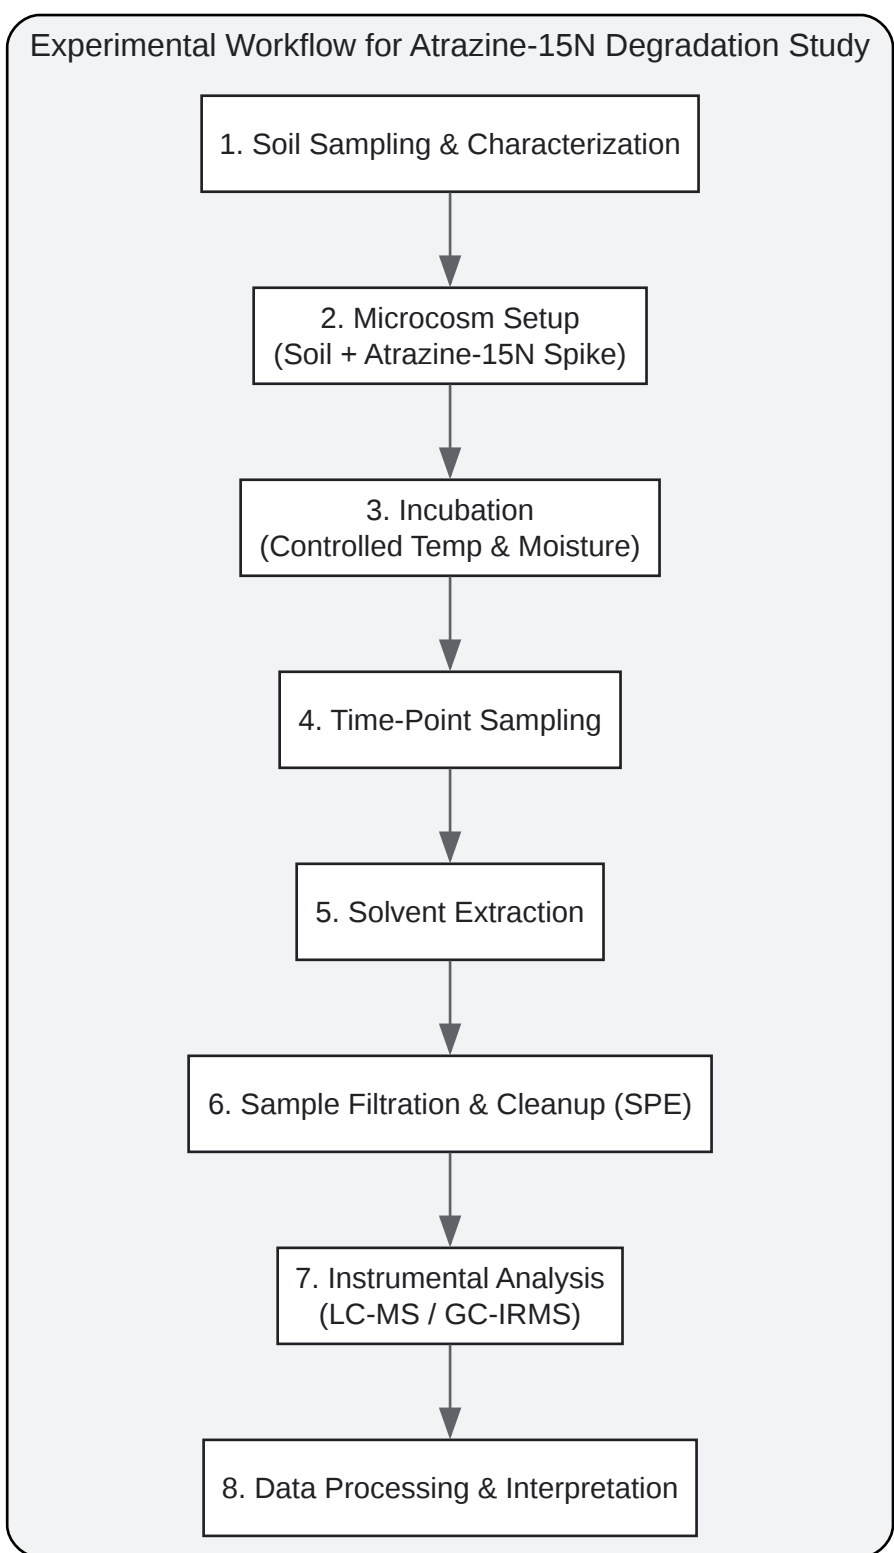 Experimental Workflow for Atrazine-15N Degradation Study
1. Soil Sampling & Characterization
2. Microcosm Setup
(Soil + Atrazine-15N Spike)
3. Incubation
(Controlled Temp & Moisture)
4. Time-Point Sampling
5. Solvent Extraction
6. Sample Filtration & Cleanup (SPE)
7. Instrumental Analysis
(LC-MS / GC-IRMS)
8. Data Processing & Interpretation